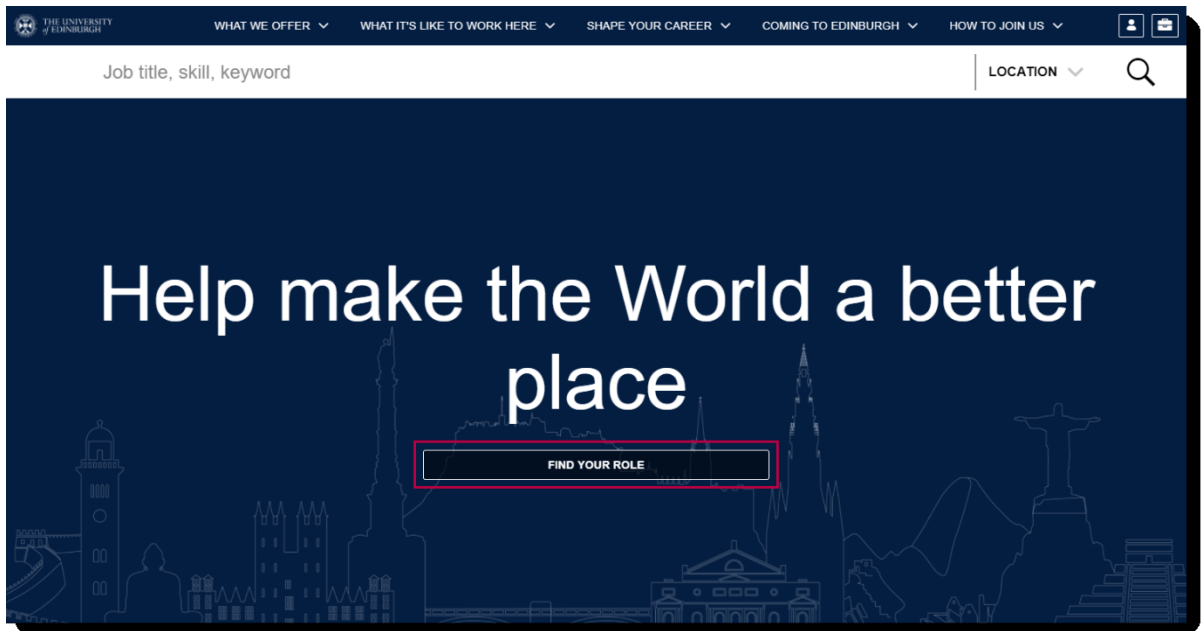 THE UNIVERSITY
of EDINBURGH
WHAT WE OFFER
WHAT IT'S LIKE TO WORK HERE
SHAPE YOUR CAREER
COMING TO EDINBURGH
HOW TO JOIN US
Job title, skill, keyword
LOCATION
Help make the World a better
place
FIND YOUR ROLE